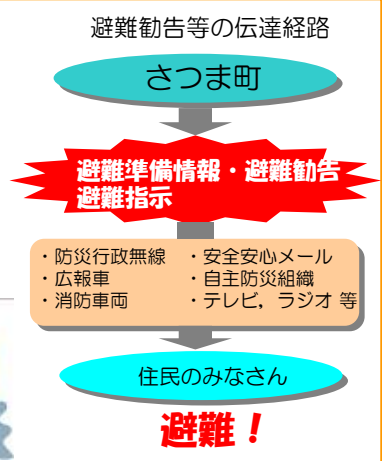 避難勧告等の伝達経路
さつま町
避難準備情報・避難勧告
避難指示
・防災行政無線 ・安全安心メール
・広報車 ・自主防災組織
・消防車両 ・テレビ，ラジオ 等
住民のみなさん
避難！